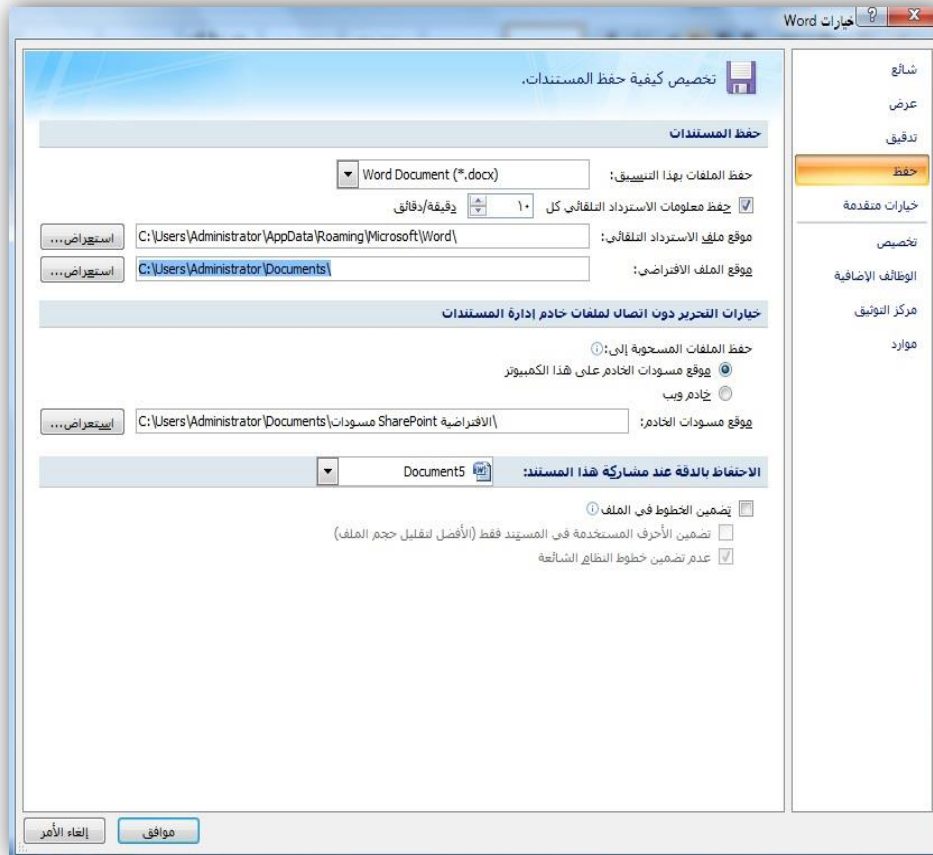 خيارات Word
شائع
عرض
تدقيق
حفظ
خيارات متقدمة
تخصيص
الوظائف الإضافية
مركز التوثيق
موارد
تخصيص كيفية حفظ المستندات.
حفظ المستندات
حفظ الملفات بهذا التنسيق: Word Document (*.docx)
حفظ معلومات الاسترداد التلقائي كل ١٠ دقيقة/دقائق
موقع ملف الاسترداد التلقائي: C:\Users\Administrator\AppData\Roaming\Microsoft\Word\ استعراض...
موقع الملف الافتراضي: C:\Users\Administrator\Documents\ استعراض...
خيارات التحرير دون اتصال لملفات خادم إدارة المستندات
حفظ الملفات المسحوبة إلى:
موقع مسودات الخادم على هذا الكمبيوتر
خادم ويب
موقع مسودات الخادم: C:\Users\Administrator\Documents\مسودات SharePoint الافتراضية\ استعراض...
الاحتفاظ بالدقة عند مشاركة هذا المستند: Document5
تضمين الخطوط في الملف
تضمين الأحرف المستخدمة في المستند فقط (الأفضل لتقليل حجم الملف)
عدم تضمين خطوط النظام الشائعة
موافق إلغاء الأمر